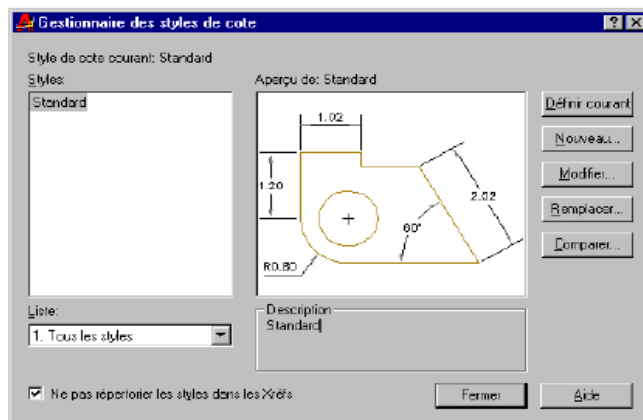 Gestionnaire des styles de cote
Style de cote courant: Standard
Styles:
Standard
Aperçu de: Standard
1.02
1.20
2.02
60°
R0.80
Définir courant
Nouveau...
Modifier...
Remplacer...
Comparer...
Liste:
1. Tous les styles
Description
Standard
Ne pas répertorier les styles dans les Xréfs
Fermer
Aide